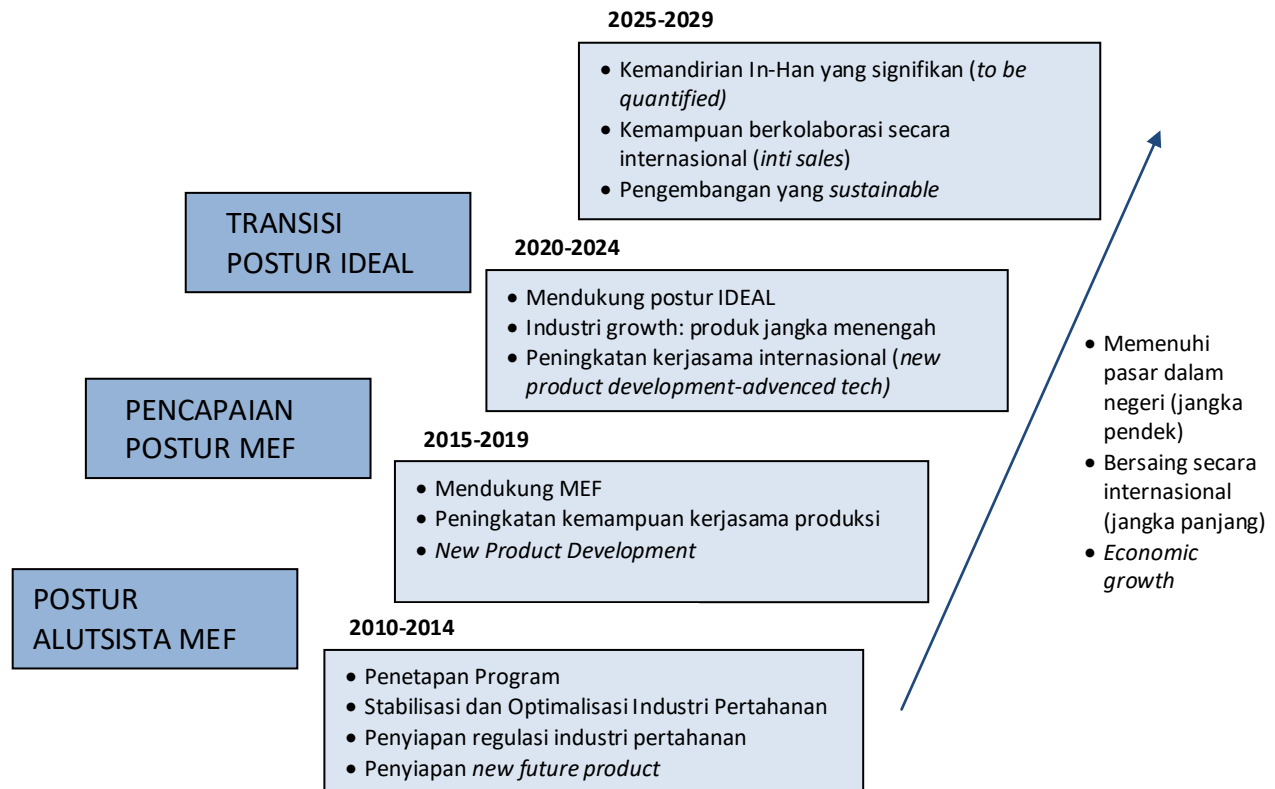 2025-2029
• Kemandirian In-Han yang signifikan (to be
quantified)
• Kemampuan berkolaborasi secara
internasional (inti sales)
• Pengembangan yang sustainable
TRANSISI
POSTUR IDEAL
2020-2024
• Mendukung postur IDEAL
• Industri growth: produk jangka menengah
• Peningkatan kerjasama internasional (new
product development-advenced tech)
PENCAPAIAN
POSTUR MEF
2015-2019
• Mendukung MEF
• Peningkatan kemampuan kerjasama produksi
• New Product Development
POSTUR
ALUTSISTA MEF
2010-2014
• Penetapan Program
• Stabilisasi dan Optimalisasi Industri Pertahanan
• Penyiapan regulasi industri pertahanan
• Penyiapan new future product
• Memenuhi
pasar dalam
negeri (jangka
pendek)
• Bersaing secara
internasional
(jangka panjang)
• Economic
growth